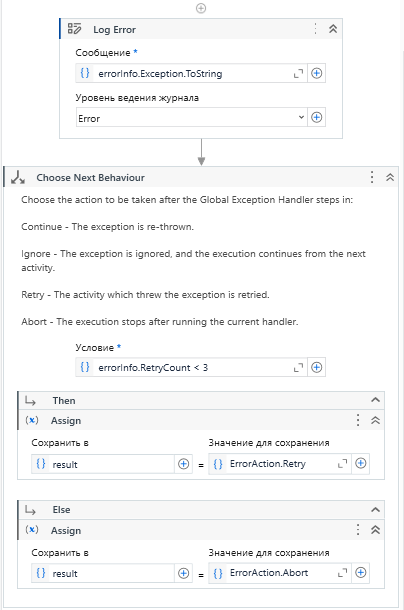 Log Error
Сообщение *
errorInfo.Exception.ToString
Уровень ведения журнала
Error
Choose Next Behaviour
Choose the action to be taken after the Global Exception Handler steps in:
Continue - The exception is re-thrown.
Ignore - The exception is ignored, and the execution continues from the next
activity.
Retry - The activity which threw the exception is retried.
Abort - The execution stops after running the current handler.
Условие *
errorInfo.RetryCount < 3
Then
(x) Assign
Сохранить в Значение для сохранения
result = ErrorAction.Retry
Else
(x) Assign
Сохранить в Значение для сохранения
result = ErrorAction.Abort